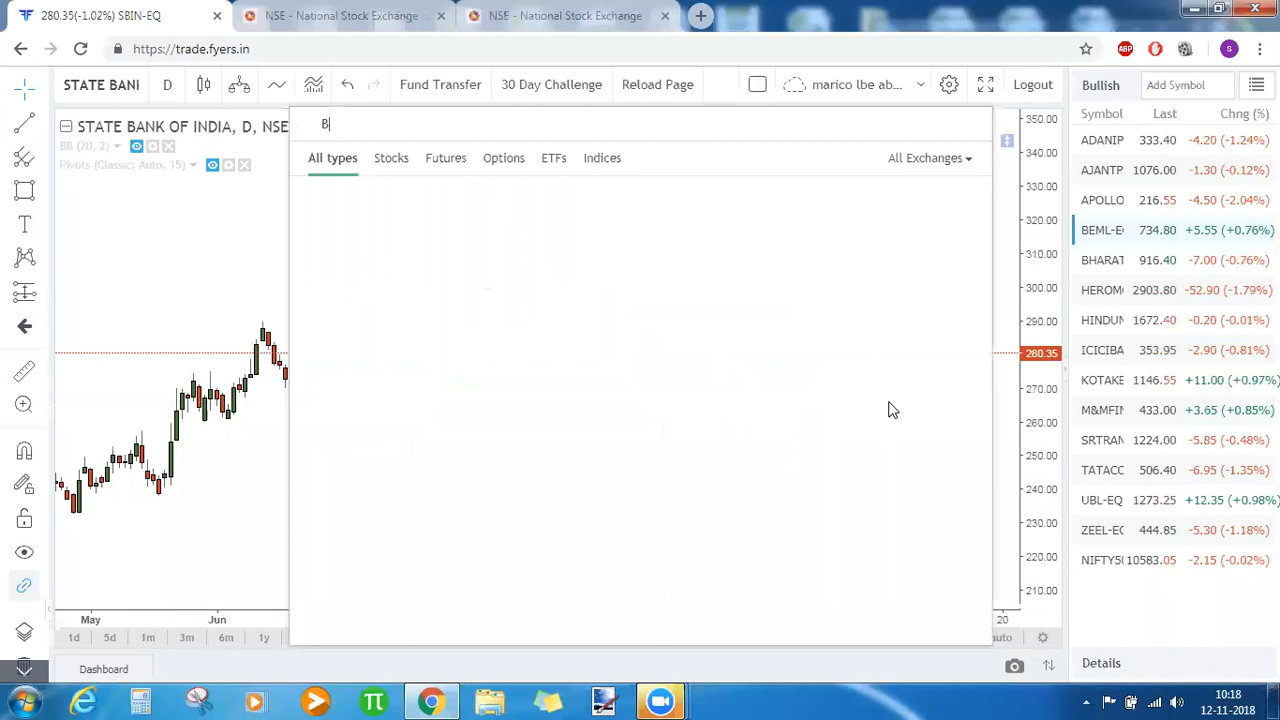 280.35(-1.02%) SBIN-EQ
NSE - National Stock Exchange
NSE - National Stock Exchange
https://trade.fyers.in
ABP
S
STATE BANI
D
Fund Transfer
30 Day Challenge
Reload Page
marico lbe ab...
Logout
STATE BANK OF INDIA, D, NSE
BB (20, 2)
Pivots (Classic, Auto, 15)
B
All types
Stocks
Futures
Options
ETFs
Indices
All Exchanges
350.00
340.00
330.00
320.00
310.00
300.00
290.00
280.35
270.00
260.00
250.00
240.00
230.00
220.00
210.00
May
Jun
20
1d
5d
1m
3m
6m
1y
auto
Dashboard
Bullish
Add Symbol
Symbol Last Chng (%)
ADANIP 333.40 -4.20 (-1.24%)
AJANTP 1076.00 -1.30 (-0.12%)
APOLLO 216.55 -4.50 (-2.04%)
BEML-E 734.80 +5.55 (+0.76%)
BHARAT 916.40 -7.00 (-0.76%)
HEROM 2903.80 -52.90 (-1.79%)
HINDUN 1672.40 -0.20 (-0.01%)
ICICIBA 353.95 -2.90 (-0.81%)
KOTAKE 1146.55 +11.00 (+0.97%)
M&MFIN 433.00 +3.65 (+0.85%)
SRTRAN 1224.00 -5.85 (-0.48%)
TATACC 506.40 -6.95 (-1.35%)
UBL-EQ 1273.25 +12.35 (+0.98%)
ZEEL-EC 444.85 -5.30 (-1.18%)
NIFTY50 10583.05 -2.15 (-0.02%)
Details
10:18
12-11-2018